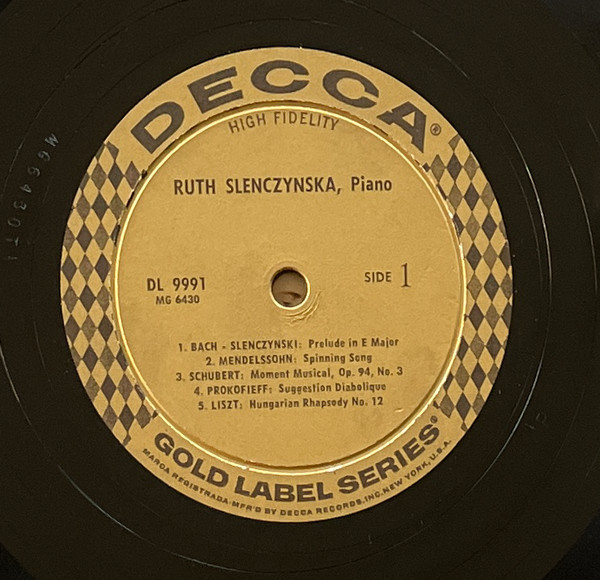 DECCA®
HIGH FIDELITY
RUTH SLENCZYNSKA, Piano
DL 9991
MG 6430
SIDE 1
1. BACH - SLENCZYNSKI: Prelude in E Major
2. MENDELSSOHN: Spinning Song
3. SCHUBERT: Moment Musical, Op. 94, No. 3
4. PROKOFIEFF: Suggestion Diabolique
5. LISZT: Hungarian Rhapsody No. 12
GOLD LABEL SERIES®
MARCA REGISTRADA·MFR'D BY DECCA RECORDS, INC. NEW YORK, U.S.A.